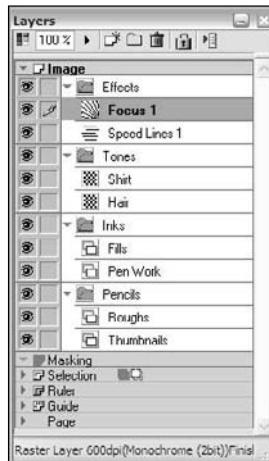 Layers
100 %
Image
Effects
Focus 1
Speed Lines 1
Tones
Shirt
Hair
Inks
Fills
Pen Work
Pencils
Roughs
Thumbnails
Masking
Selection
Ruler
Guide
Page
Raster Layer 600dpi(Monochrome (2bit))Finis